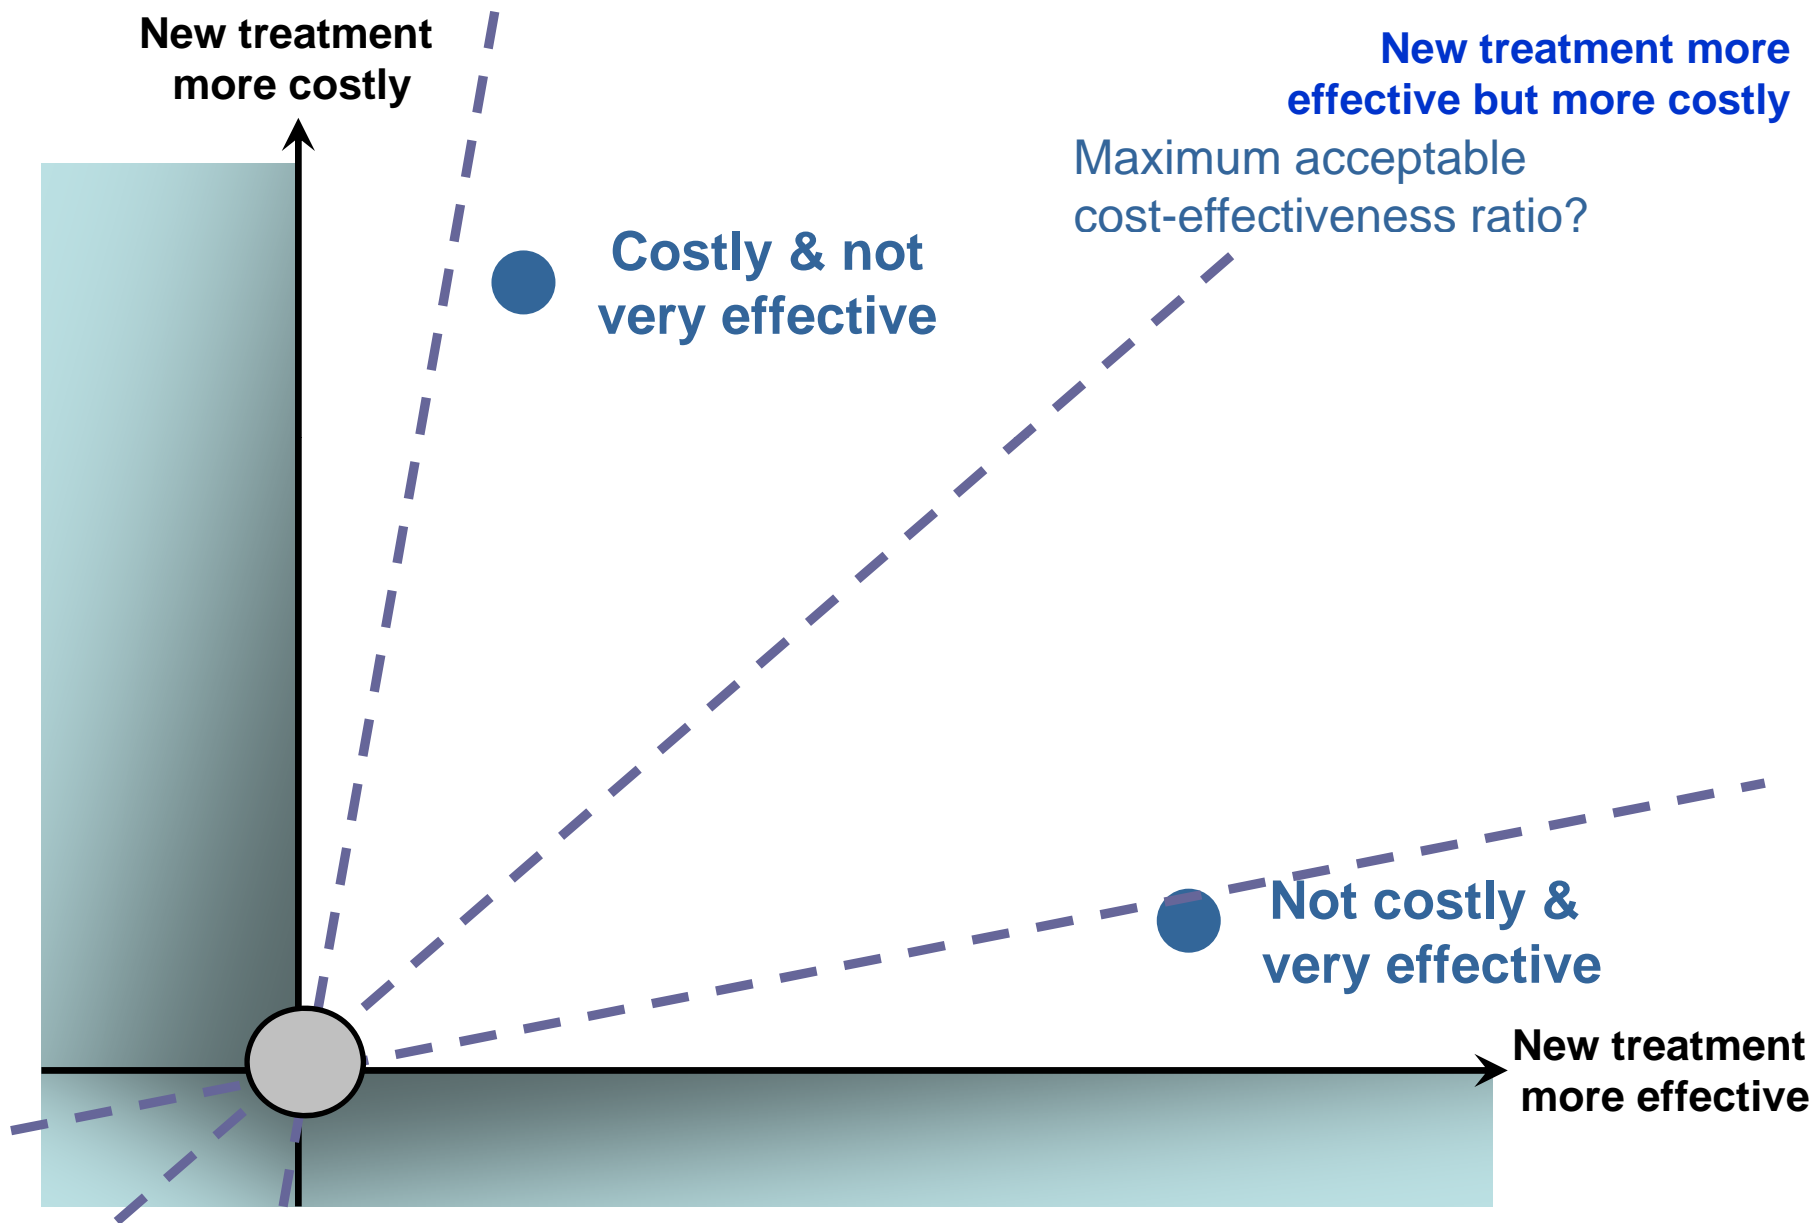 New treatment
more costly
New treatment more
effective but more costly
Maximum acceptable
cost-effectiveness ratio?
Costly & not
very effective
Not costly &
very effective
New treatment
more effective